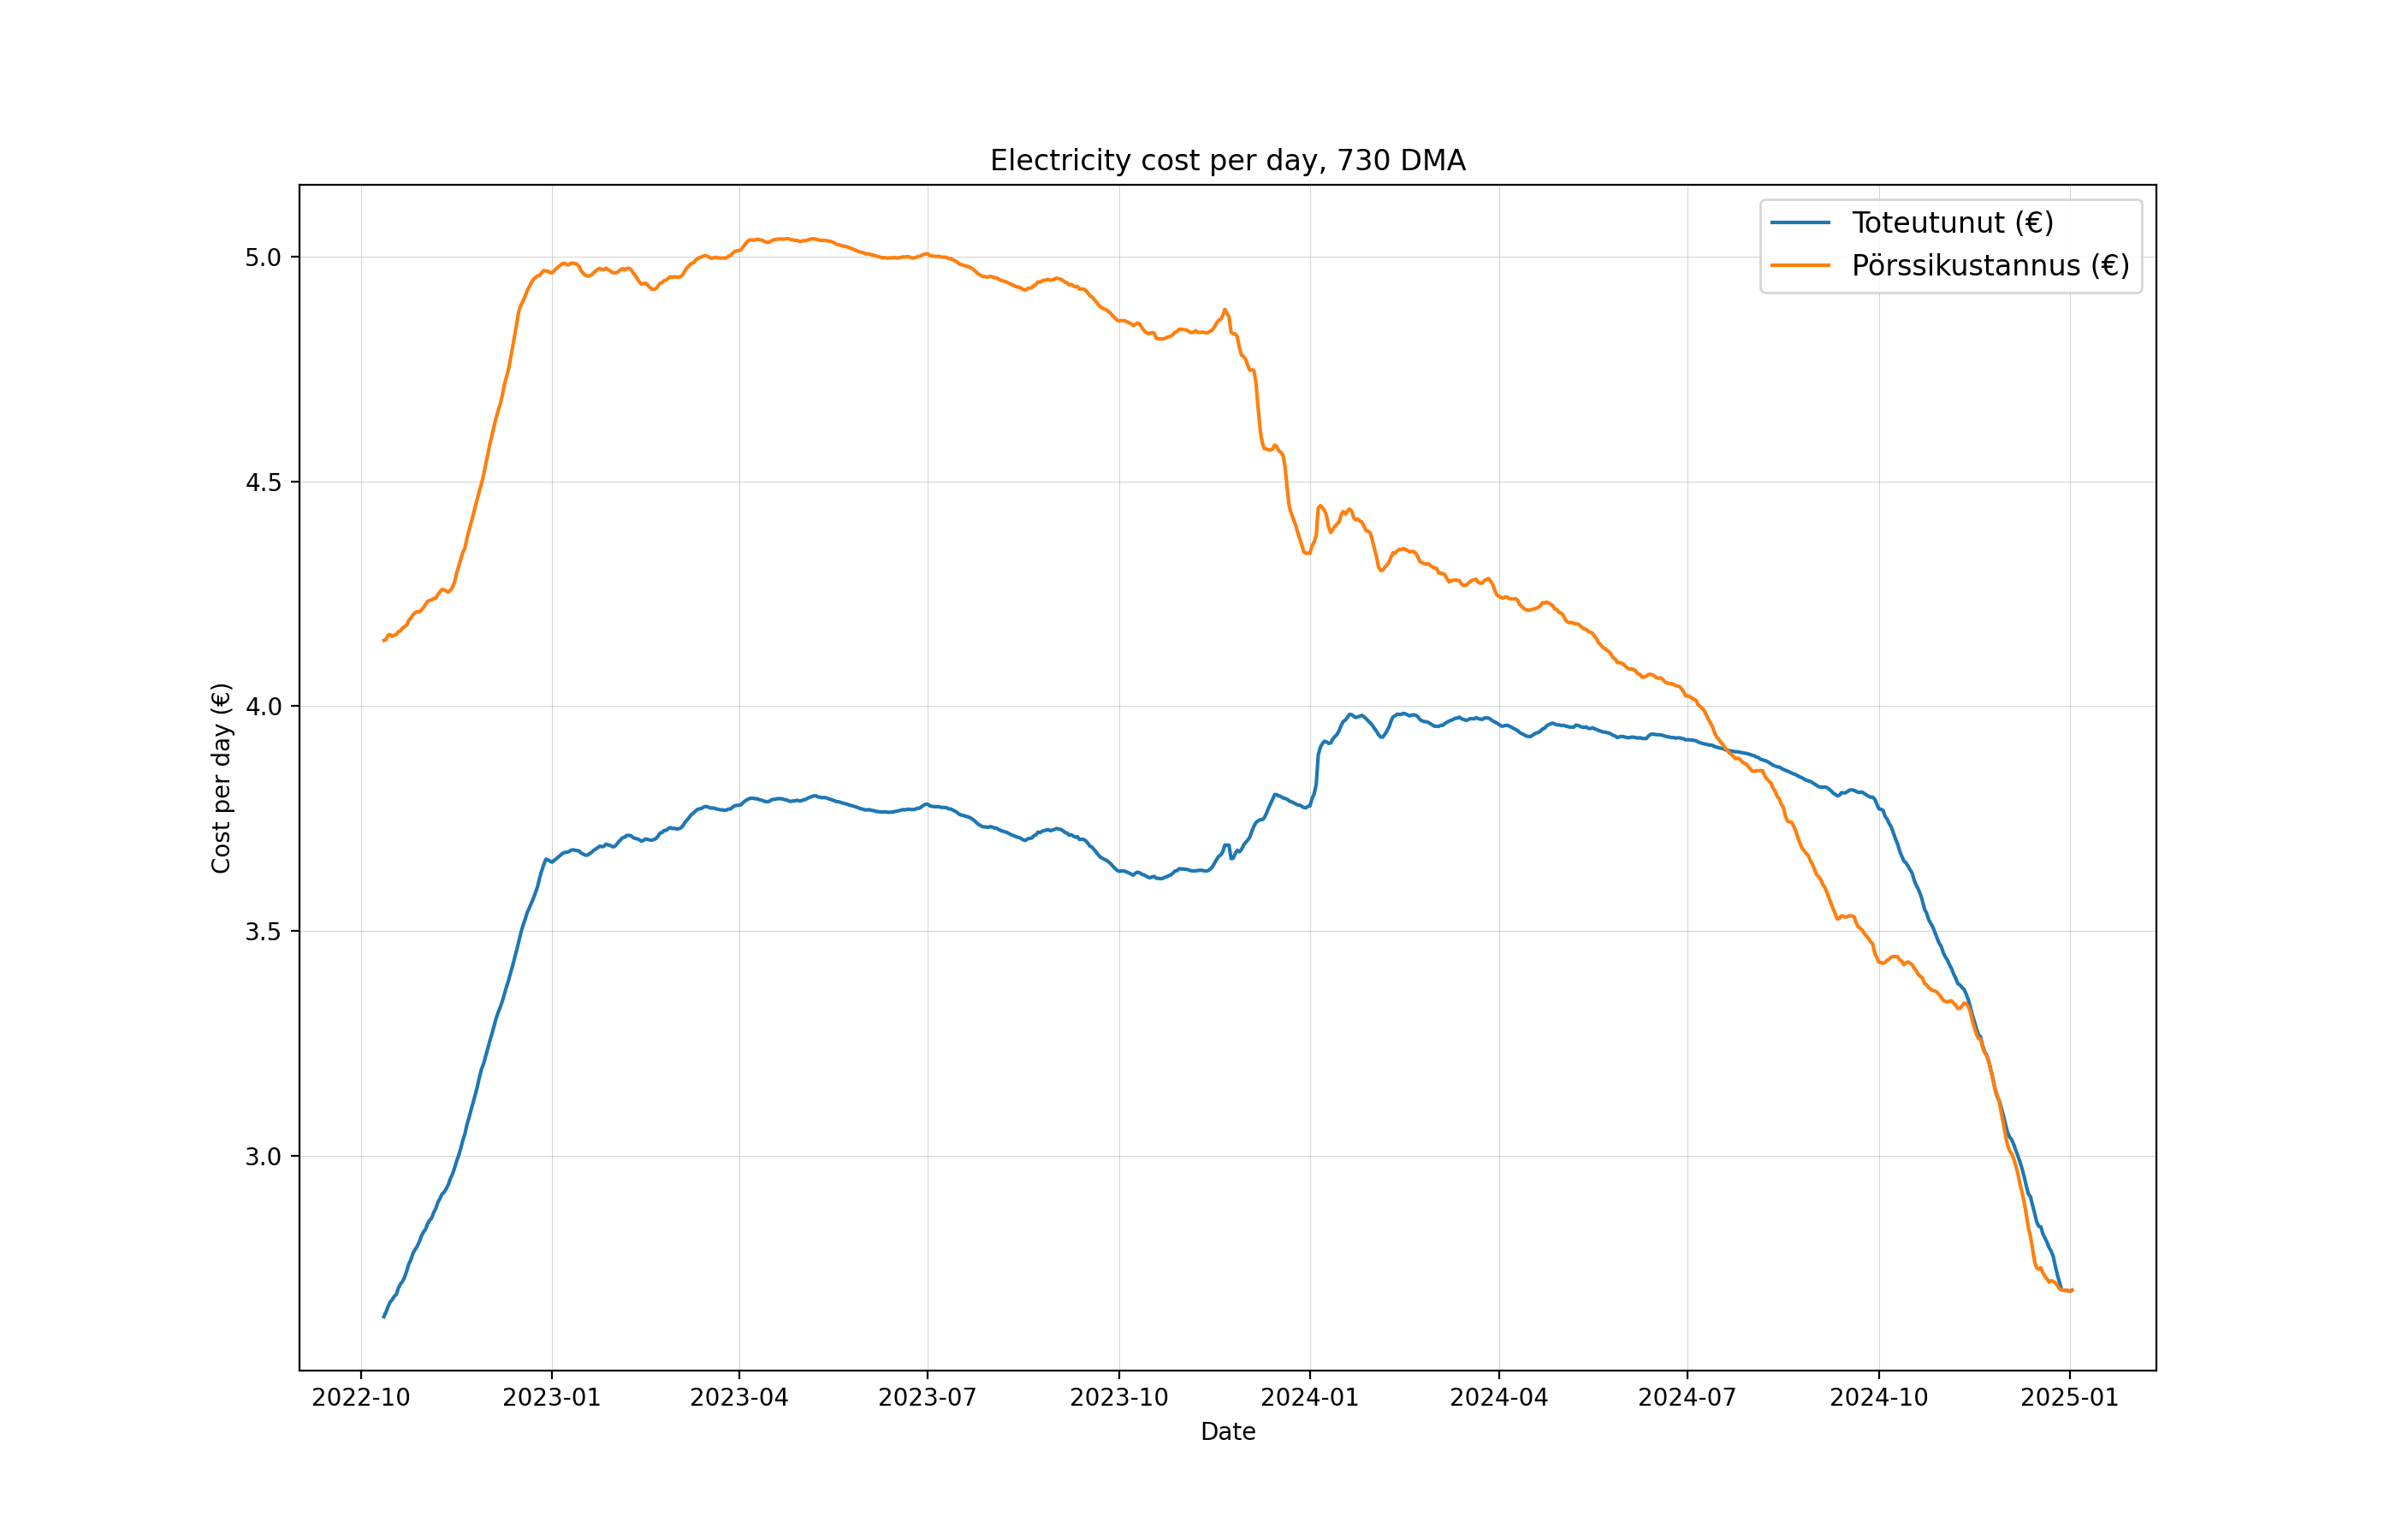 Electricity cost per day, 730 DMA
Toteutunut (€)
Pörssikustannus (€)
Cost per day (€)
5.0
4.5
4.0
3.5
3.0
2022-10 2023-01 2023-04 2023-07 2023-10 2024-01 2024-04 2024-07 2024-10 2025-01
Date